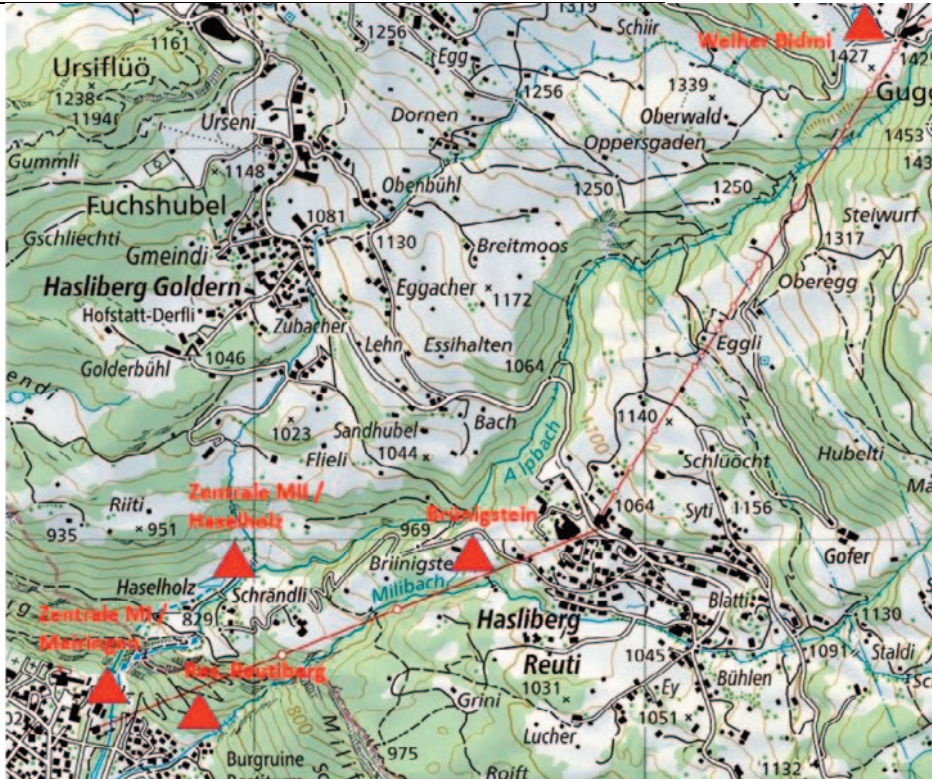 1161
1256
1319
Schiir
Weiher Bidmi
Ursiflüö
Egg
1427
1238
1194
1256
1339
Gugg
Urseni
Dornen
Oberwald
Oppersgaden
1453
Gummli
1148
Obenbühl
1250
1250
Fuchshubel
1081
Steiwurf
Gschliechti
1130
Breitmoos
1317
Gmeindi
Hasliberg Goldern
Eggacher
1172
Oberegg
Hofstatt-Derfli
Zubacher
Lehn
Essihalten
Eggli
Golderbühl
1046
1064
endi
1140
Bach
1023
Sandhubel
1100
Flieli
1044
Alpbach
Schlüöcht
Hubelti
Zentrale MII /
Haselholz
Riiti
Brünigstein
1064
Syti
1156
935
951
969
Gofer
Brünigste
Haselholz
Schrändli
Milibach
Blatti
Zentrale MI /
Meiringen
829
Hasliberg
1130
Res. Reutiberg
Reuti
1045
1091
Staldi
1031
Ey
Bühlen
Grini
1051
800
Lucher
Burgruine
975
Roift
1132